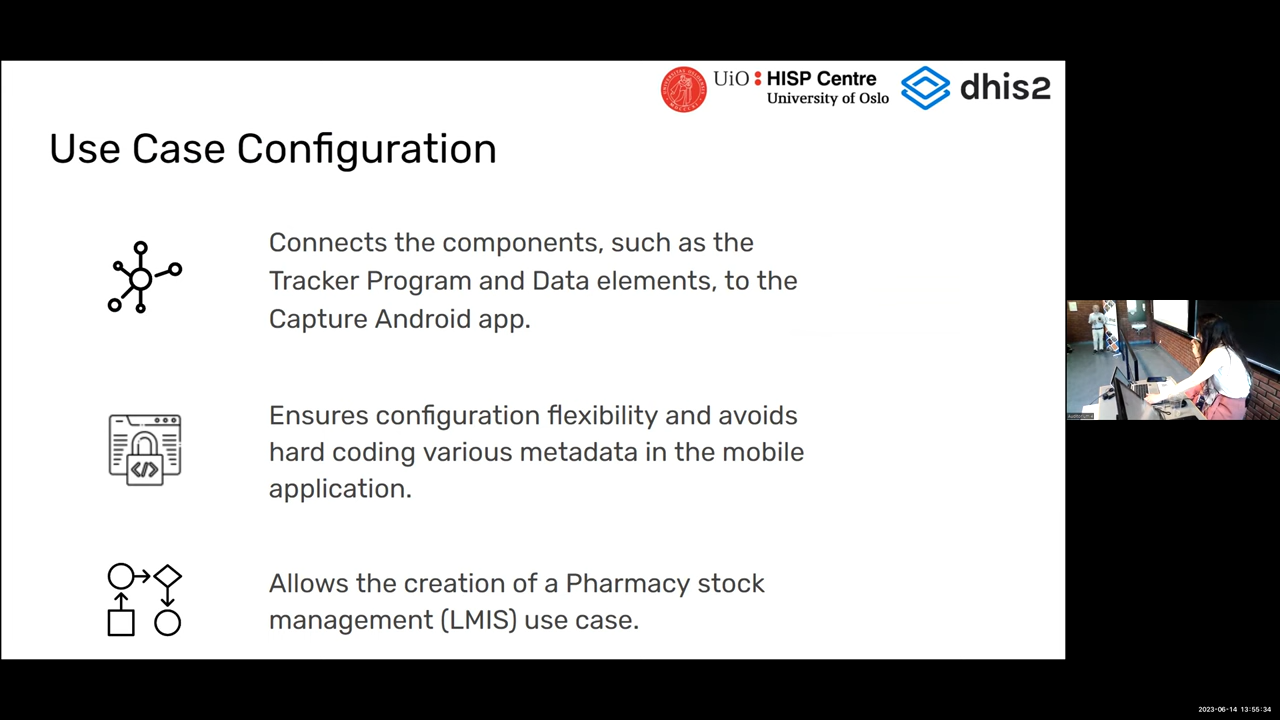 UiO : HISP Centre
University of Oslo
dhis2
Use Case Configuration
Connects the components, such as the
Tracker Program and Data elements, to the
Capture Android app.
Ensures configuration flexibility and avoids
hard coding various metadata in the mobile
application.
</>
Allows the creation of a Pharmacy stock
management (LMIS) use case.
2023-06-14 13:55:34